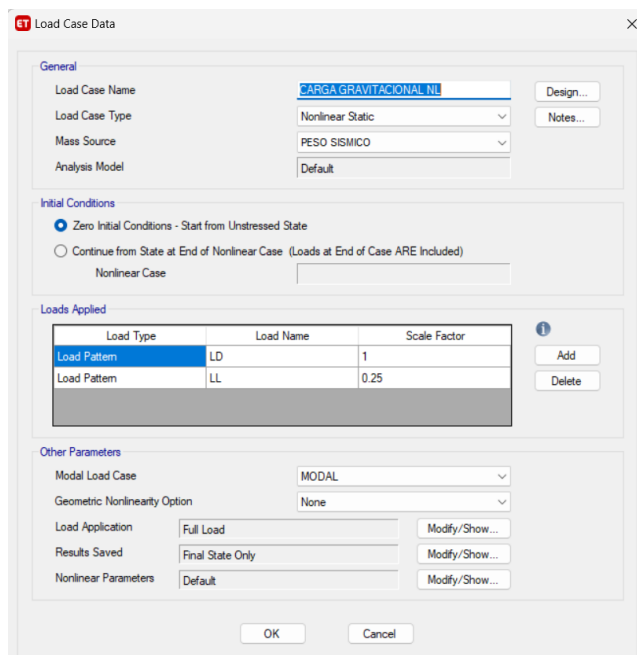 ET Load Case Data
General
Load Case Name CARGA GRAVITACIONAL NL Design...
Load Case Type Nonlinear Static Notes...
Mass Source PESO SISMICO
Analysis Model Default
Initial Conditions
Zero Initial Conditions - Start from Unstressed State
Continue from State at End of Nonlinear Case (Loads at End of Case ARE Included)
Nonlinear Case
Loads Applied
Load Type Load Name Scale Factor
Load Pattern LD 1 Add
Load Pattern LL 0.25 Delete
Other Parameters
Modal Load Case MODAL
Geometric Nonlinearity Option None
Load Application Full Load Modify/Show...
Results Saved Final State Only Modify/Show...
Nonlinear Parameters Default Modify/Show...
OK Cancel